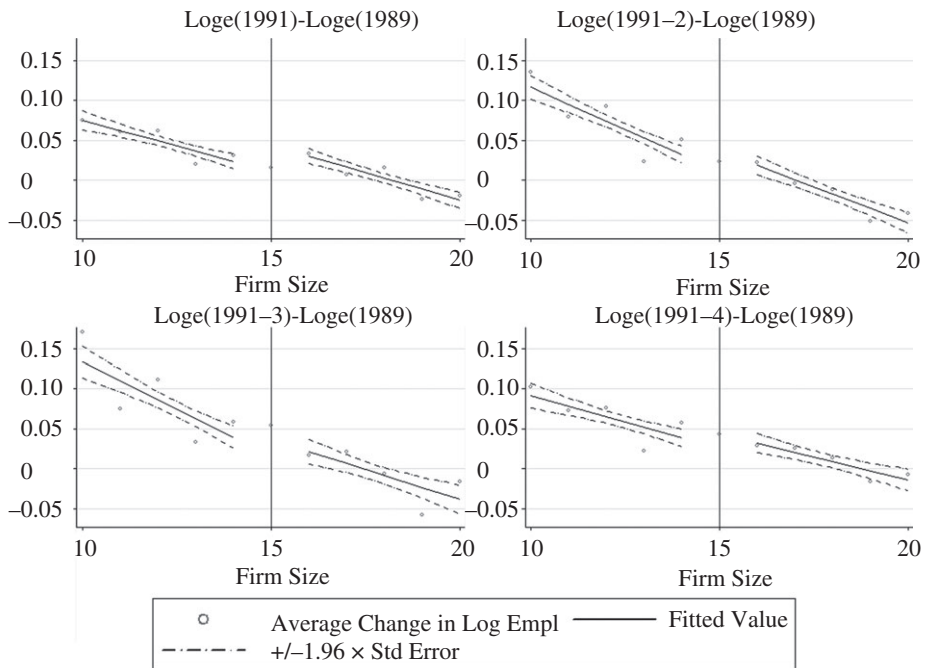 Loge(1991)-Loge(1989)
0.15
0.10
0.05
0
–0.05
10 15 20
Firm Size
Loge(1991–2)-Loge(1989)
0.15
0.10
0.05
0
–0.05
10 15 20
Firm Size
Loge(1991–3)-Loge(1989)
0.15
0.10
0.05
0
–0.05
10 15 20
Firm Size
Loge(1991–4)-Loge(1989)
0.15
0.10
0.05
0
–0.05
10 15 20
Firm Size
Average Change in Log Empl Fitted Value
+/–1.96 × Std Error